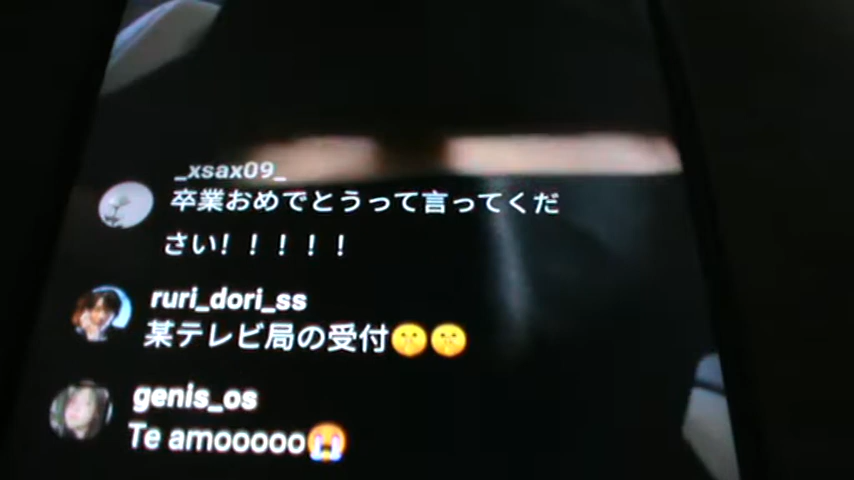 _xsax09_
卒業おめでとうって言ってくだ
さい！！！！！
ruri_dori_ss
某テレビ局の受付🤫🤫
genis_os
Te amooooo😭